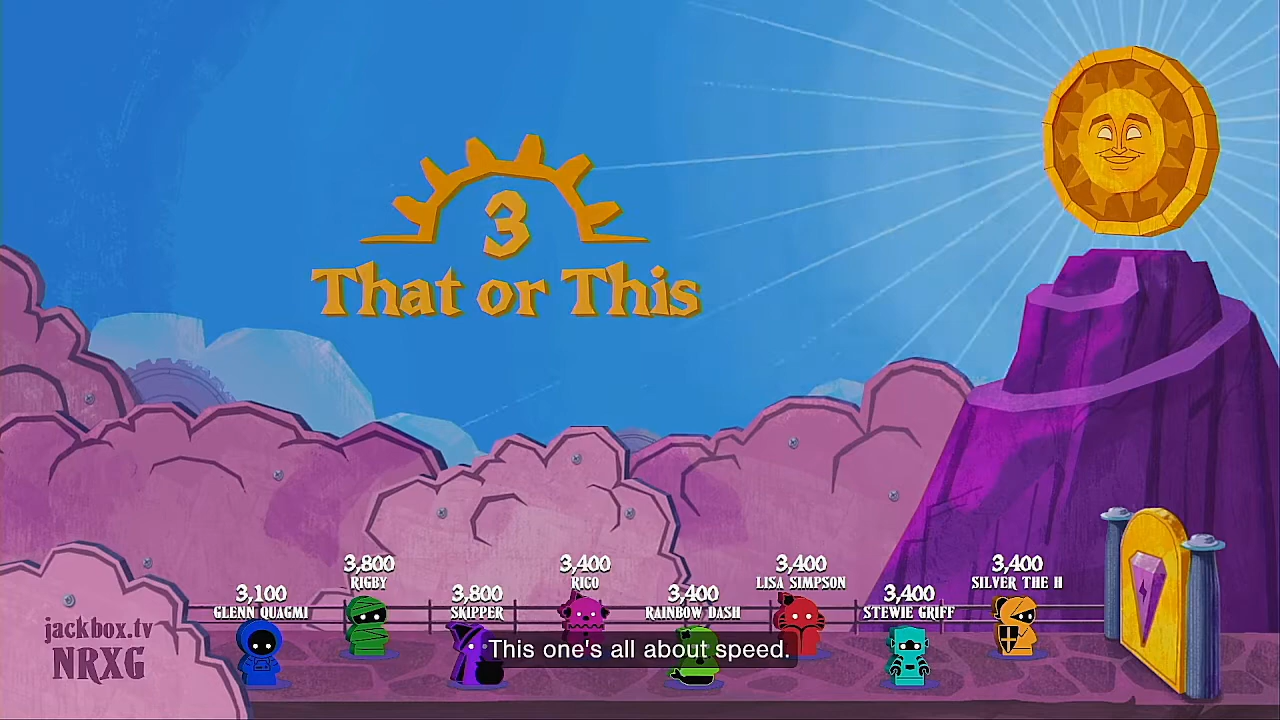 3
That or This
3,800
RIGBY
3,400
RICO
3,400
LISA SIMPSON
3,400
SILVER THE H
3,100
GLENN QUAGMI
3,800
SKIPPER
3,400
RAINBOW DASH
3,400
STEWIE GRIFF
jackbox.tv
NRXG
This one's all about speed.